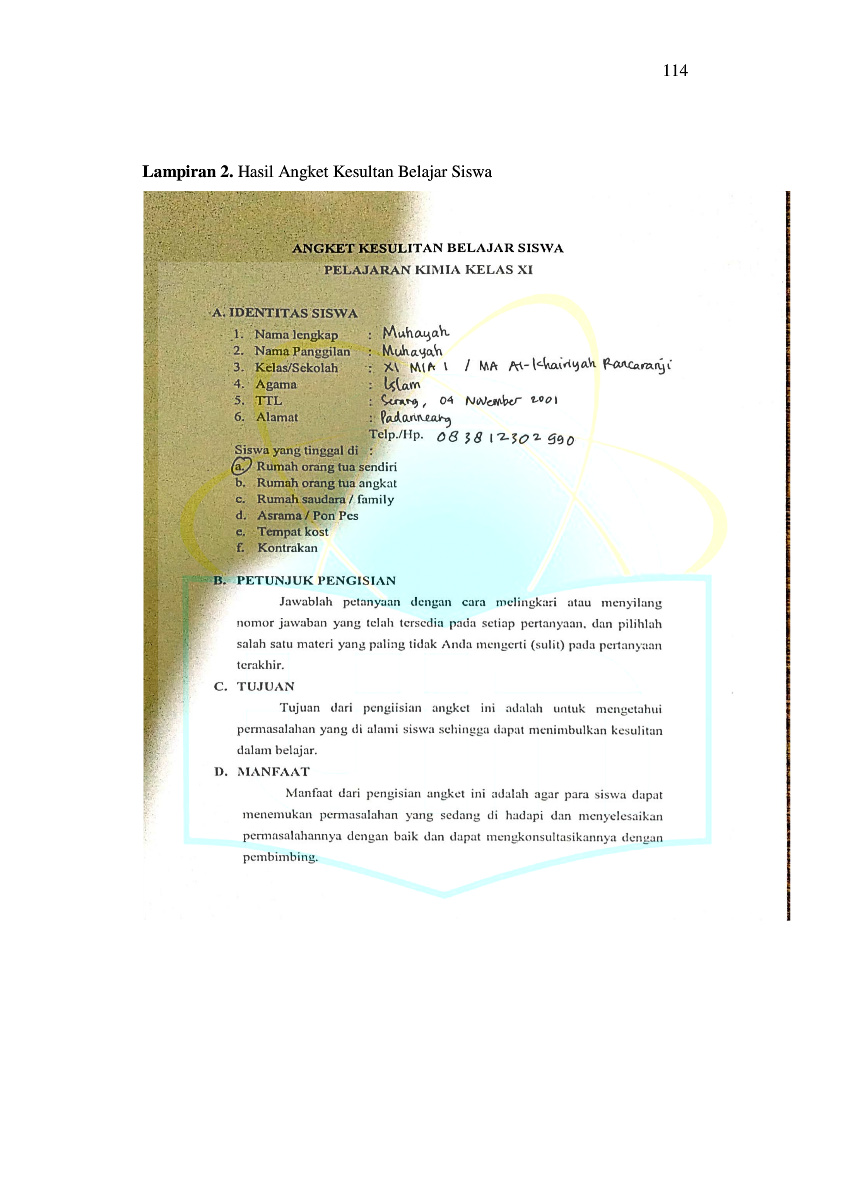 114
Lampiran 2. Hasil Angket Kesultan Belajar Siswa
ANGKET KESULITAN BELAJAR SISWA
PELAJARAN KIMIA KELAS XI
A. IDENTITAS SISWA
1. Nama lengkap : Muhayah
2. Nama Panggilan : Muhayah
3. Kelas/Sekolah : XI MIA 1 / MA Al-Khairiyah Rancaranji
4. Agama : Islam
5. TTL : Serang, 04 November 2001
6. Alamat :
Telp./Hp. 083812302990
Siswa yang tinggal di :
a. Rumah orang tua sendiri
b. Rumah orang tua angkat
c. Rumah saudara / family
d. Asrama / Pon Pes
e. Tempat kost
f. Kontrakan
B. PETUNJUK PENGISIAN
Jawablah petanyaan dengan cara melingkari atau menyilang
nomor jawaban yang telah tersedia pada setiap pertanyaan, dan pilihlah
salah satu materi yang paling tidak Anda mengerti (sulit) pada pertanyaan
terakhir.
C. TUJUAN
Tujuan dari pengiisian angket ini adalah untuk mengetahui
permasalahan yang di alami siswa sehingga dapat menimbulkan kesulitan
dalam belajar.
D. MANFAAT
Manfaat dari pengisian angket ini adalah agar para siswa dapat
menemukan permasalahan yang sedang di hadapi dan menyelesaikan
permasalahannya dengan baik dan dapat mengkonsultasikannya dengan
pembimbing.